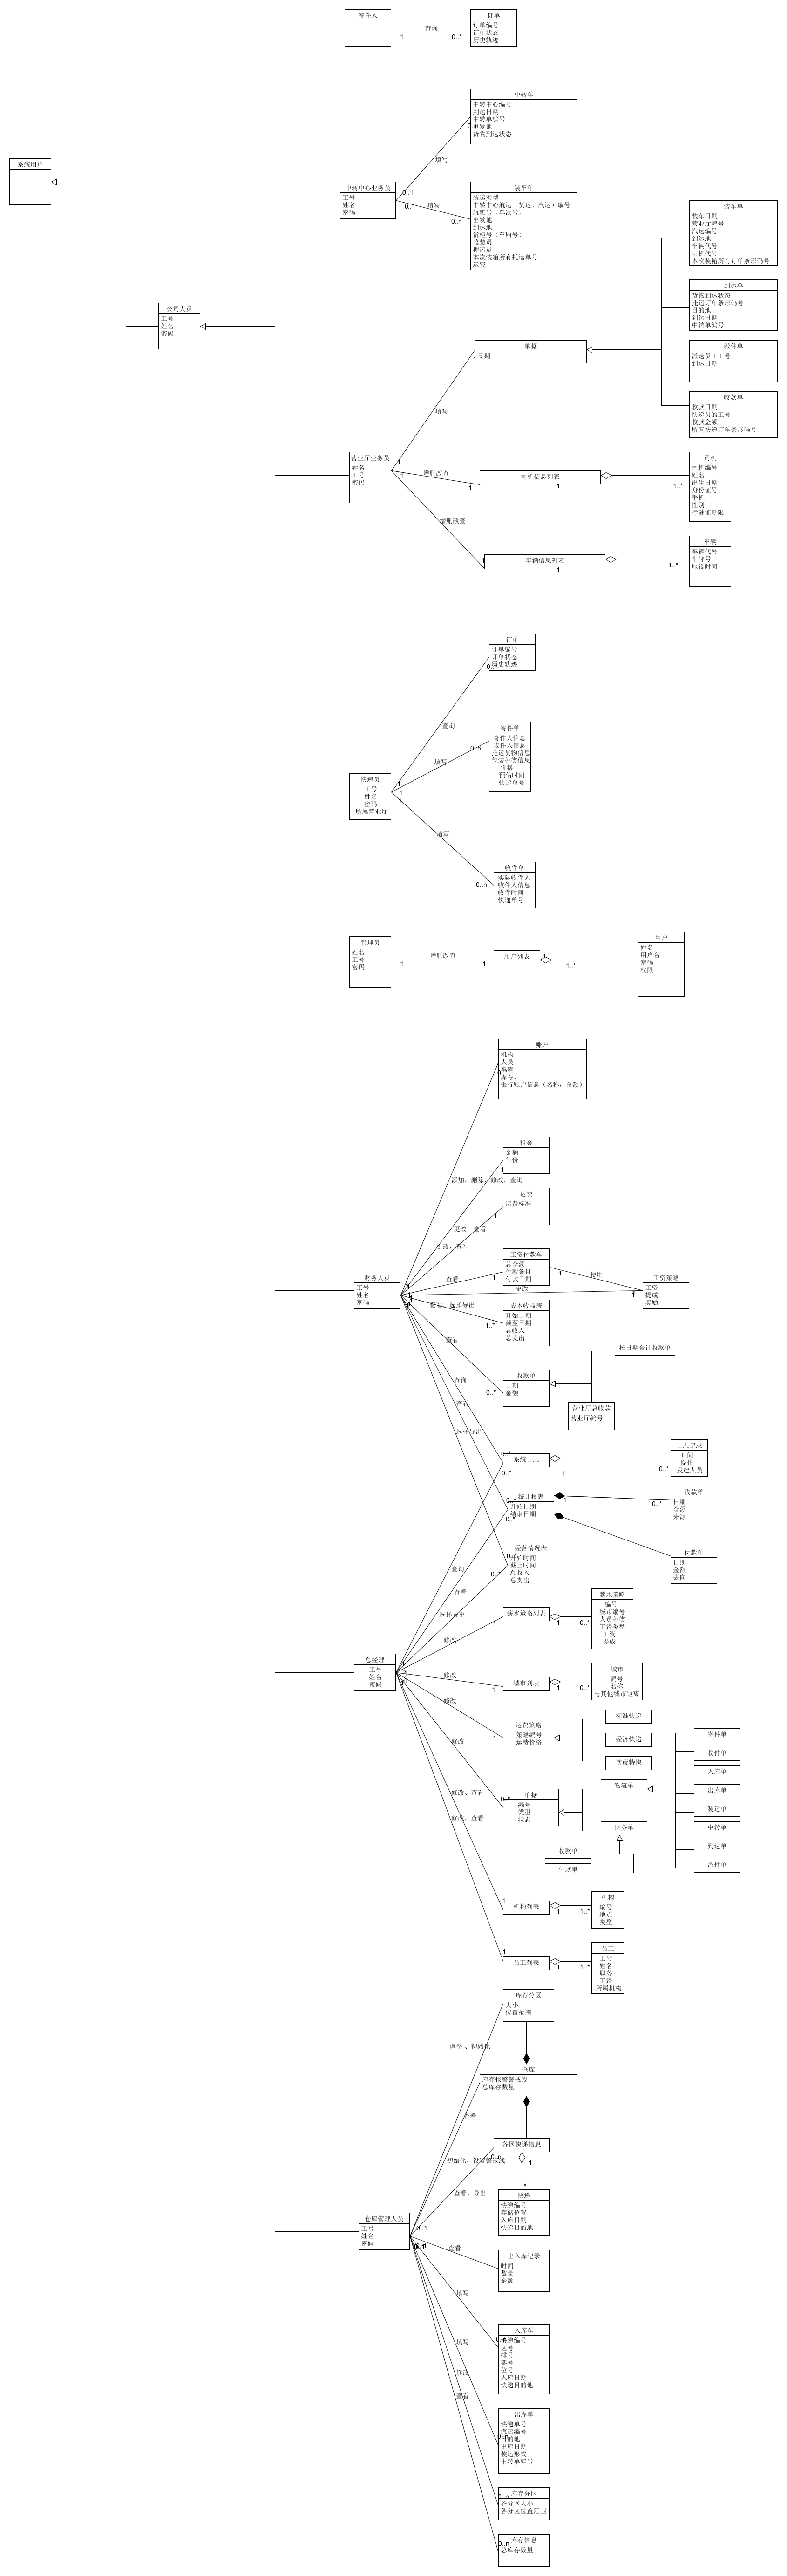 寄件人
查询
1
0..*
订单
订单编号
订单状态
历史轨迹
系统用户
中转中心业务员
工号
姓名
密码
0..1
填写
中转单
中转中心编号
到达日期
中转单编号
出发地
货物到达状态
0..1
填写
0..n
装车单
装运类型
中转中心航运（货运、汽运）编号
航班号（车次号）
出发地
到达地
货柜号（车厢号）
监装员
押运员
本次装箱所有托运单号
运费
公司人员
工号
姓名
密码
装车单
装车日期
营业厅编号
汽运编号
到达地
车辆代号
司机代号
本次装箱所有订单条形码号
到达单
货物到达状态
托运订单条形码号
目的地
到达日期
中转单编号
单据
日期
1..*
派件单
派送员工工号
到达日期
收款单
收款日期
快递员的工号
收款金额
所有快递订单条形码号
填写
营业厅业务员
姓名
工号
密码
1
1
1
增删改查
1
司机信息列表
1
1..*
司机
司机编号
姓名
出生日期
身份证号
手机
性别
行驶证期限
增删改查
1
车辆信息列表
1
1..*
车辆
车辆代号
车牌号
服役时间
订单
订单编号
订单状态
历史轨迹
0..*
查询
寄件单
寄件人信息
收件人信息
托运货物信息
包装种类信息
价格
预估时间
快递单号
0..n
填写
快递员
工号
姓名
密码
所属营业厅
1
1
1
填写
0..n
收件单
实际收件人
收件人信息
收件时间
快递单号
管理员
姓名
工号
密码
1
增删改查
1
用户列表
1
1..*
用户
姓名
用户名
密码
权限
账户
机构
人员
车辆
库存、
银行账户信息（名称，余额）
0..*
租金
金额
年份
1
添加，删除，修改，查询
运费
运费标准
1
更改，查看
更改，查看
工资付款单
总金额
付款条目
付款日期
1
查看
1
使用
工资策略
工资
提成
奖励
1
更改
财务人员
工号
姓名
密码
查看，选择导出
1..*
成本收益表
开始日期
截至日期
总收入
总支出
查看
0..*
收款单
日期
金额
按日期合计收款单
营业厅总收款
营业厅编号
查询
查看
选择导出
0..*
系统日志
0..*
1
0..*
日志记录
时间
操作
发起人员
0..*
统计报表
开始日期
结束日期
0..*
1
0..*
收款单
日期
金额
来源
付款单
日期
金额
去向
经营情况表
开始时间
截止时间
总收入
总支出
0..*
0..*
查询
查看
选择导出
总经理
工号
姓名
密码
修改
1
薪水策略列表
1
0..*
薪水策略
编号
城市编号
人员种类
工资类型
工资
提成
修改
1
城市列表
1
0..*
城市
编号
名称
与其他城市距离
修改
1
运费策略
策略编号
运费价格
标准快递
经济快递
次晨特快
修改
0..*
单据
编号
类型
状态
物流单
财务单
收款单
付款单
寄件单
收件单
入库单
出库单
装运单
中转单
到达单
派件单
修改、查看
1
机构列表
1
1..*
机构
编号
地点
类型
修改、查看
1
员工列表
1
1..*
员工
工号
姓名
职务
工资
所属机构
库存分区
大小
位置范围
调整 、初始化
仓库
库存报警警戒线
总库存数量
查看
各区快递信息
0..n
1
*
初始化、设置警戒线
快递
快递编号
存储位置
入库日期
快递目的地
查看、导出
仓库管理人员
工号
姓名
密码
0..1
0..1
查看
出入库记录
时间
数量
金额
填写
0..n
入库单
快递编号
区号
排号
架号
位号
入库日期
快递目的地
填写
0..n
出库单
快递单号
汽运编号
目的地
出库日期
装运形式
中转单编号
修改
0..n
库存分区
各分区大小
各分区位置范围
查看
0..n
库存信息
总库存数量